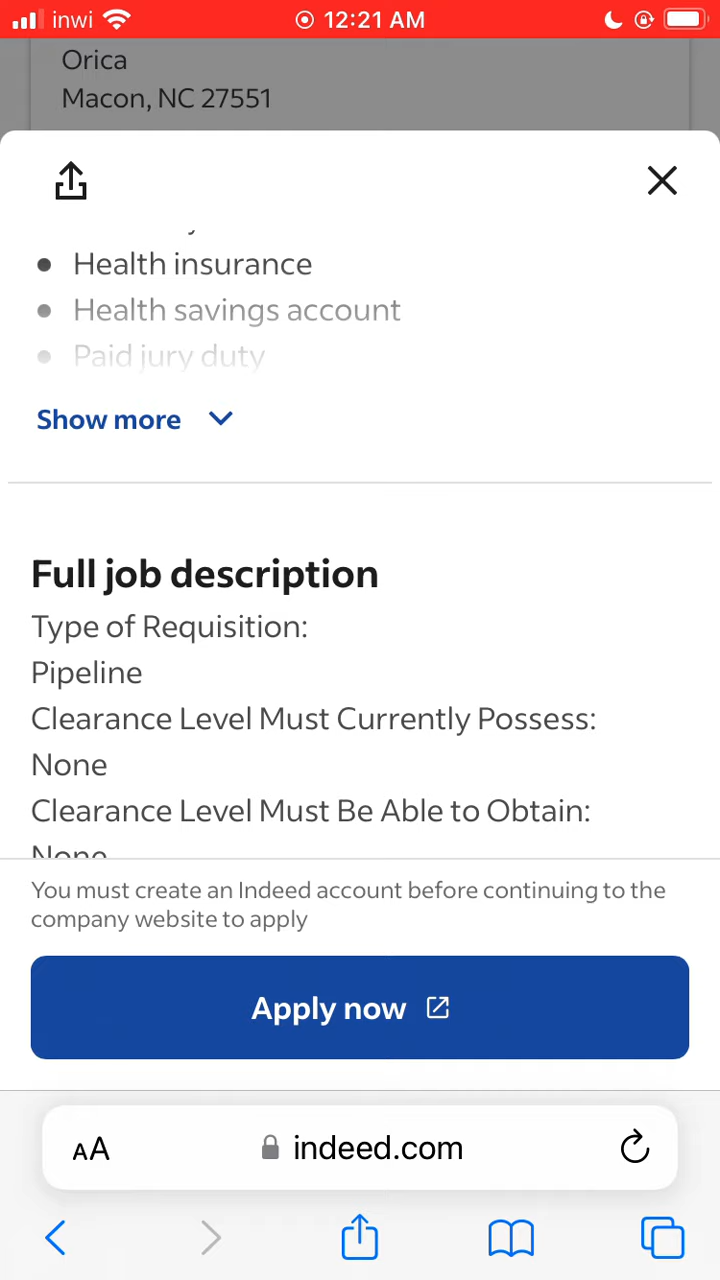 inwi 12:21 AM
Orica
Macon, NC 27551
Health insurance
Health savings account
Paid jury duty
Show more
Full job description
Type of Requisition:
Pipeline
Clearance Level Must Currently Possess:
None
Clearance Level Must Be Able to Obtain:
None
You must create an Indeed account before continuing to the
company website to apply
Apply now
AA indeed.com